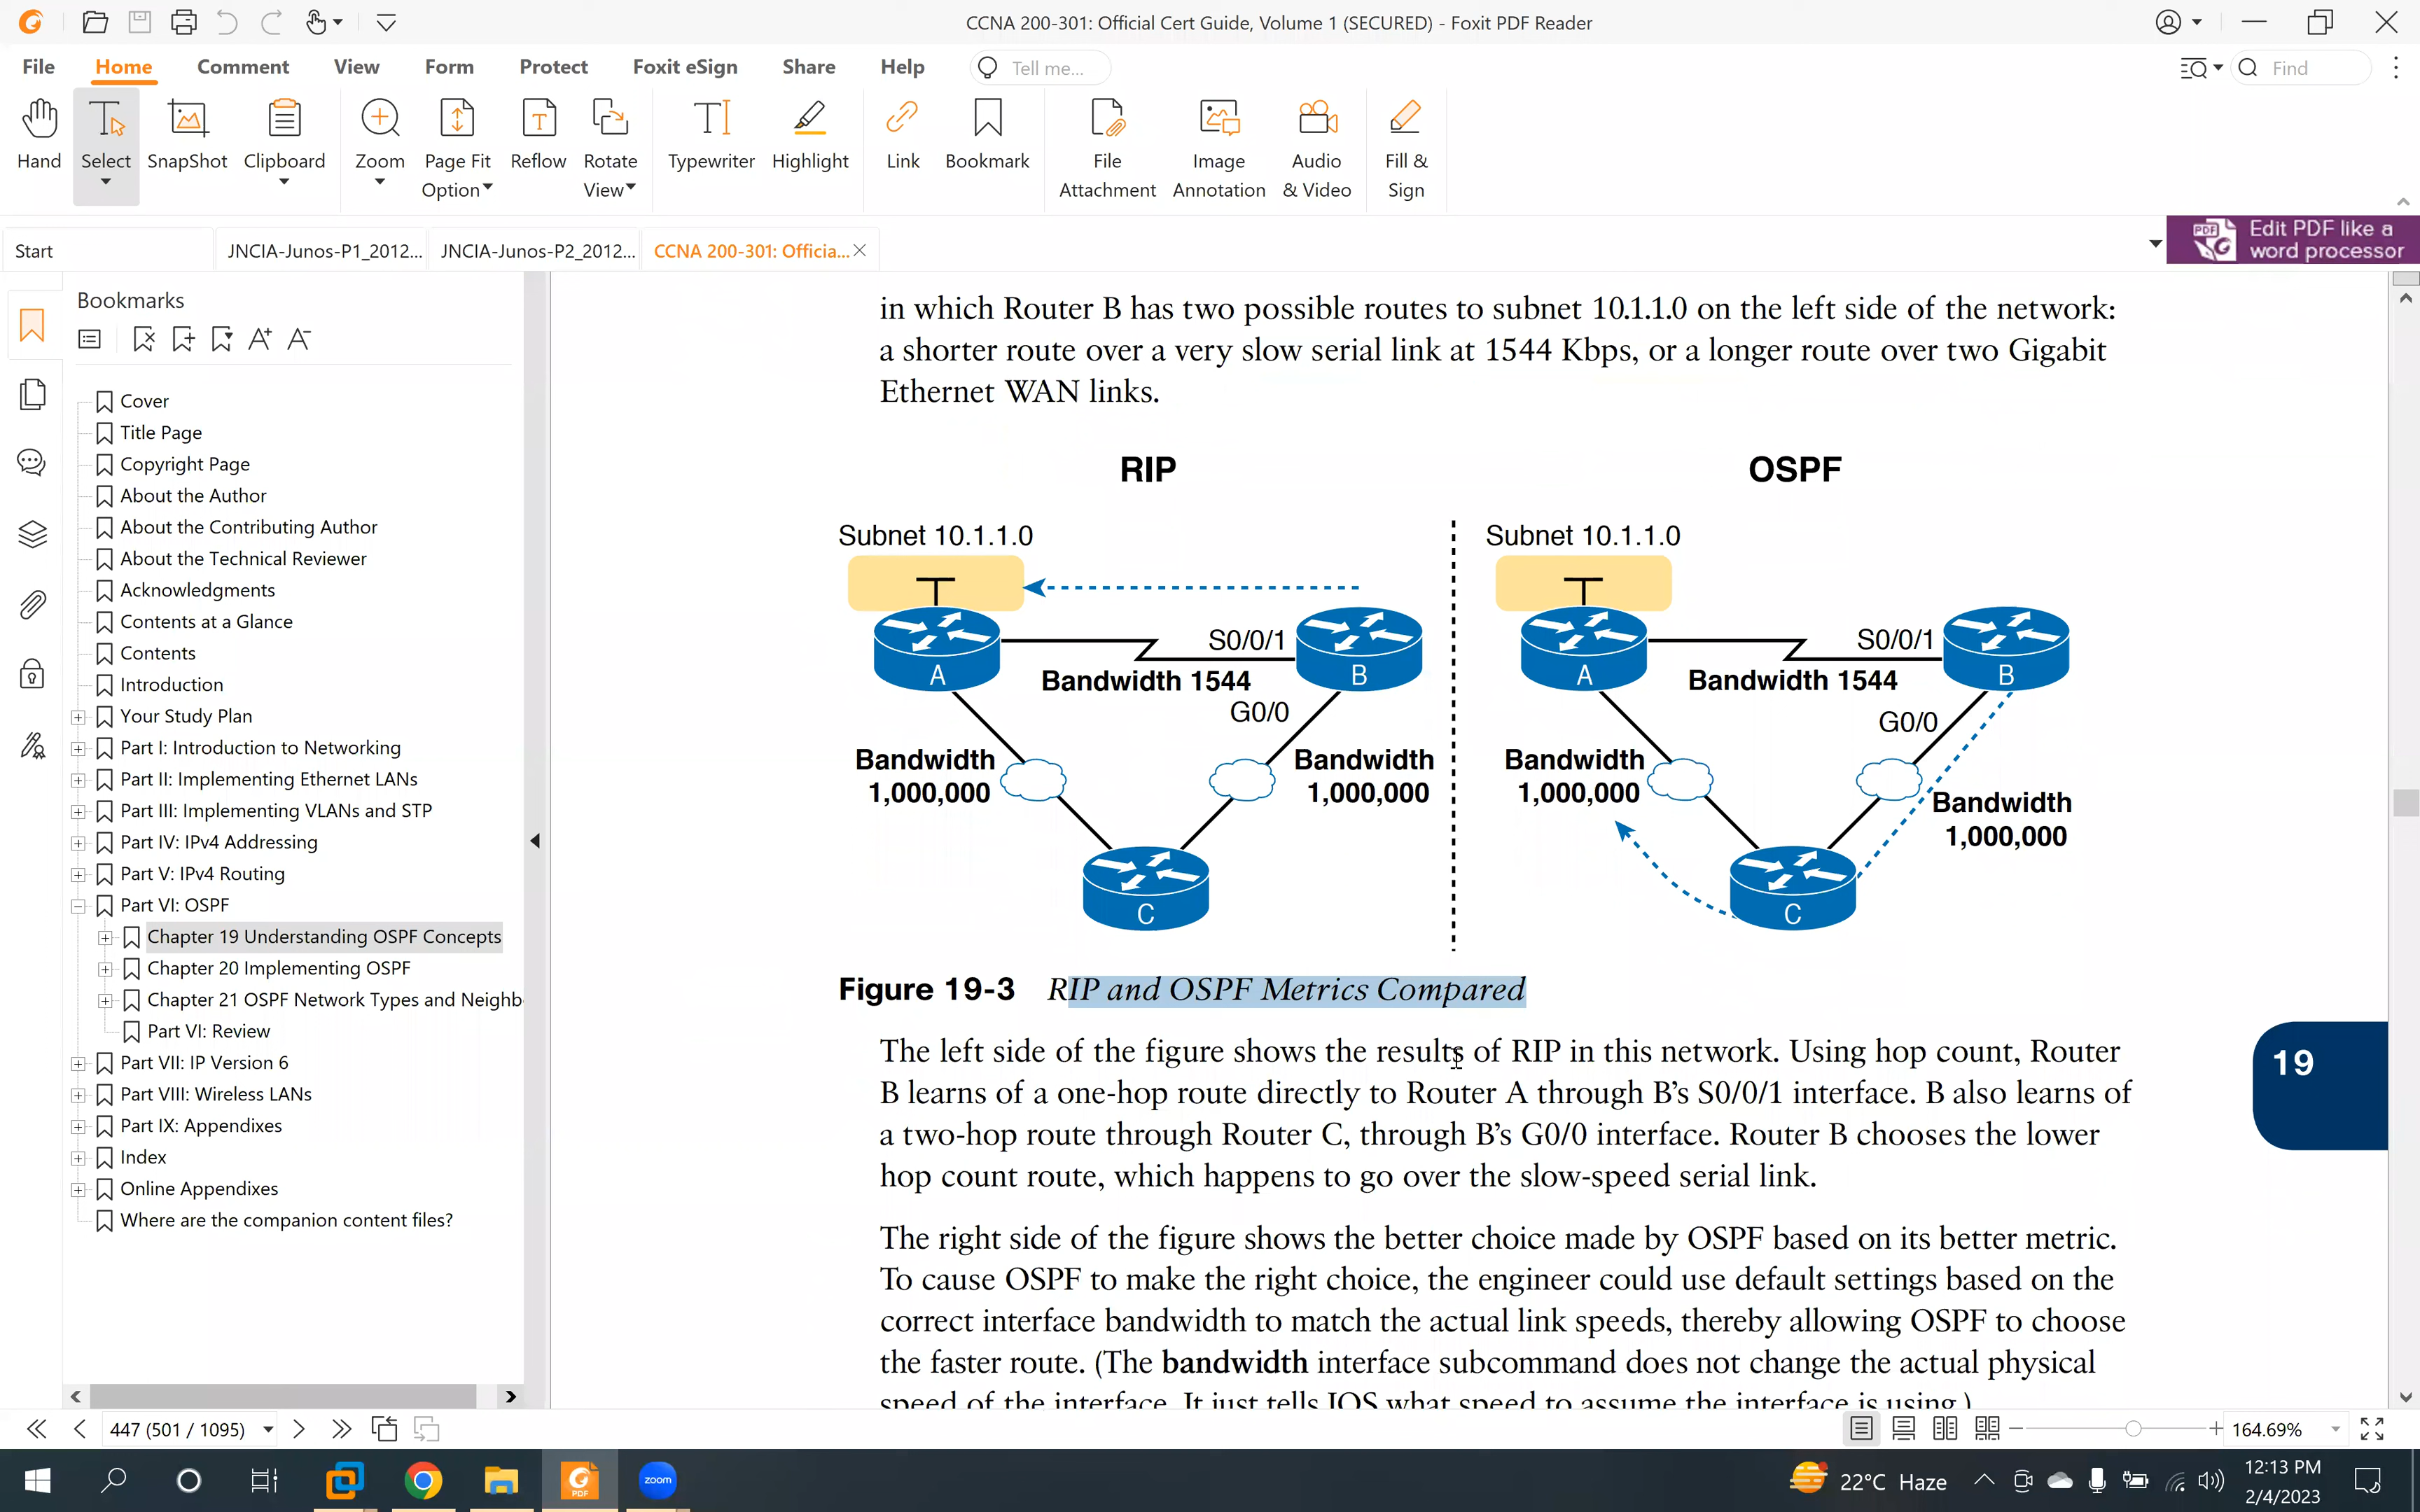 CCNA 200-301: Official Cert Guide, Volume 1 (SECURED) - Foxit PDF Reader
File Home Comment View Form Protect Foxit eSign Share Help Tell me... Find
Hand Select SnapShot Clipboard Zoom Page Fit Option Reflow Rotate View Typewriter Highlight Link Bookmark File Attachment Image Annotation Audio & Video Fill & Sign
Start JNCIA-Junos-P1_2012... JNCIA-Junos-P2_2012... CCNA 200-301: Officia...
PDF Edit PDF like a
word processor
Bookmarks
Cover
Title Page
Copyright Page
About the Author
About the Contributing Author
About the Technical Reviewer
Acknowledgments
Contents at a Glance
Contents
Introduction
Your Study Plan
Part I: Introduction to Networking
Part II: Implementing Ethernet LANs
Part III: Implementing VLANs and STP
Part IV: IPv4 Addressing
Part V: IPv4 Routing
Part VI: OSPF
Chapter 19 Understanding OSPF Concepts
Chapter 20 Implementing OSPF
Chapter 21 OSPF Network Types and Neighb
Part VI: Review
Part VII: IP Version 6
Part VIII: Wireless LANs
Part IX: Appendixes
Index
Online Appendixes
Where are the companion content files?
in which Router B has two possible routes to subnet 10.1.1.0 on the left side of the network:
a shorter route over a very slow serial link at 1544 Kbps, or a longer route over two Gigabit
Ethernet WAN links.
RIP
Subnet 10.1.1.0
A
S0/0/1
B
Bandwidth 1544
G0/0
Bandwidth
1,000,000
Bandwidth
1,000,000
C
OSPF
Subnet 10.1.1.0
A
S0/0/1
B
Bandwidth 1544
G0/0
Bandwidth
1,000,000
Bandwidth
1,000,000
C
Figure 19-3 RIP and OSPF Metrics Compared
The left side of the figure shows the results of RIP in this network. Using hop count, Router
B learns of a one-hop route directly to Router A through B's S0/0/1 interface. B also learns of
a two-hop route through Router C, through B's G0/0 interface. Router B chooses the lower
hop count route, which happens to go over the slow-speed serial link.
19
The right side of the figure shows the better choice made by OSPF based on its better metric.
To cause OSPF to make the right choice, the engineer could use default settings based on the
correct interface bandwidth to match the actual link speeds, thereby allowing OSPF to choose
the faster route. (The bandwidth interface subcommand does not change the actual physical
speed of the interface. It just tells IOS what speed to assume the interface is using.)
447 (501 / 1095) 164.69%
PDF zoom 22°C Haze 12:13 PM
2/4/2023